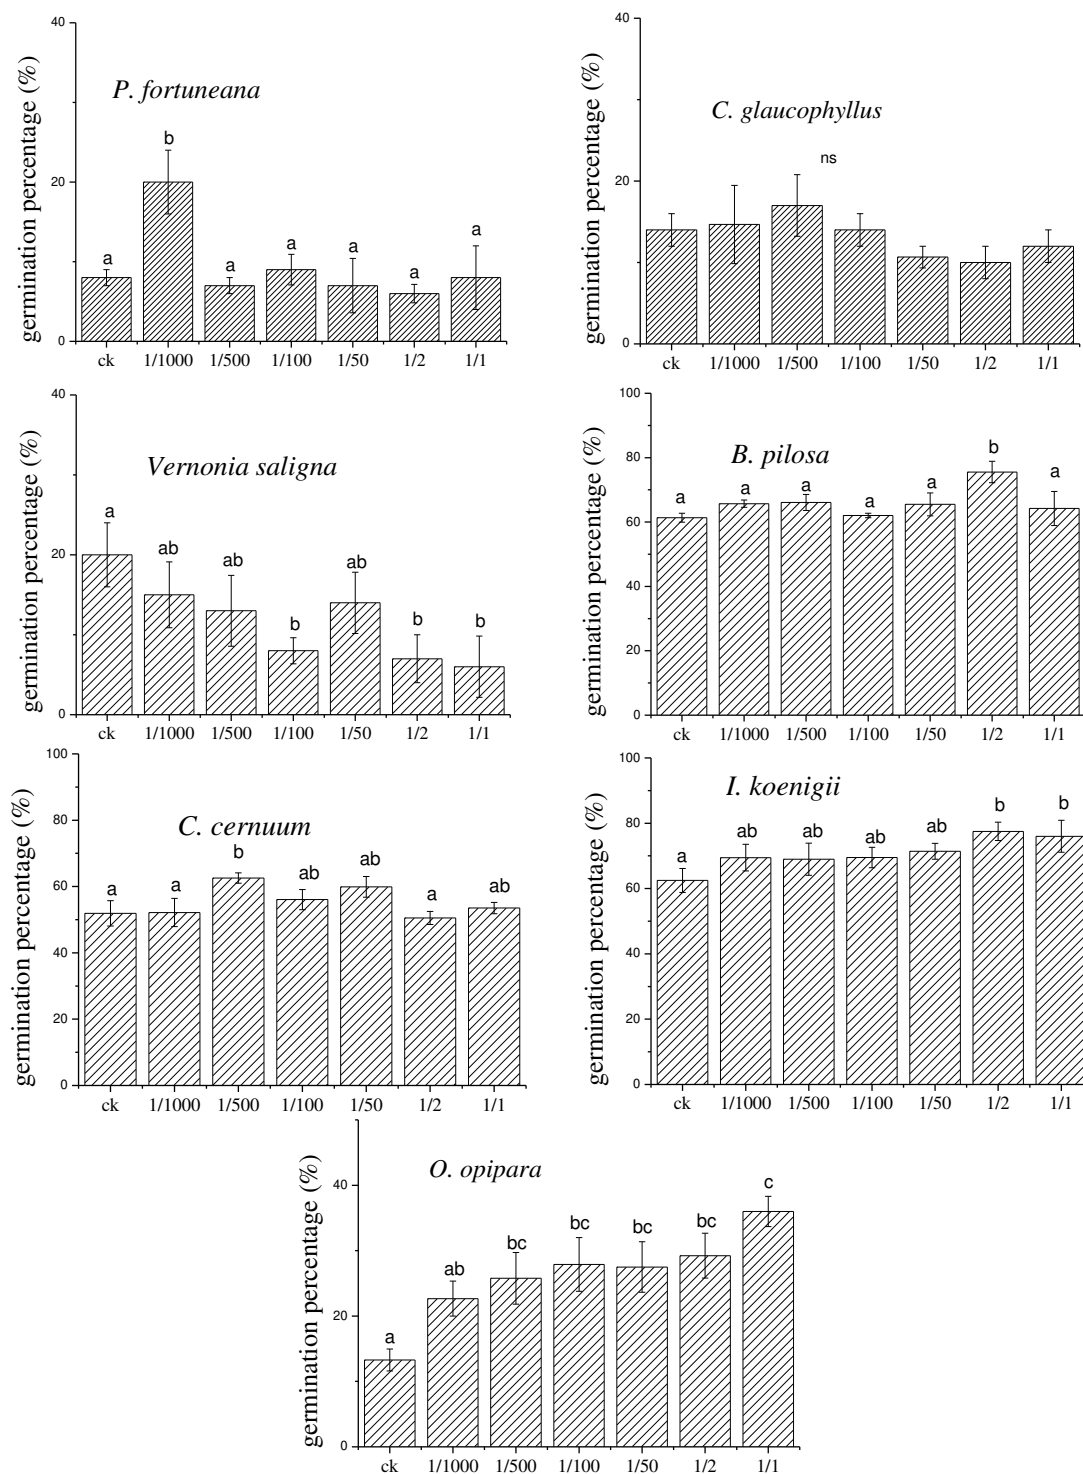 P. fortuneana
germination percentage (%)
40
20
0
a
b
a
a
a
a
a
ck
1/1000
1/500
1/100
1/50
1/2
1/1
C. glaucophyllus
germination percentage (%)
40
20
0
ns
ck
1/1000
1/500
1/100
1/50
1/2
1/1
Vernonia saligna
germination percentage (%)
40
20
0
a
ab
ab
b
ab
b
b
ck
1/1000
1/500
1/100
1/50
1/2
1/1
B. pilosa
germination percentage (%)
100
80
60
40
20
0
a
a
a
a
a
b
a
ck
1/1000
1/500
1/100
1/50
1/2
1/1
C. cernuum
germination percentage (%)
100
80
60
40
20
0
a
a
b
ab
ab
a
ab
ck
1/1000
1/500
1/100
1/50
1/2
1/1
I. koenigii
germination percentage (%)
100
80
60
40
20
0
a
ab
ab
ab
ab
b
b
ck
1/1000
1/500
1/100
1/50
1/2
1/1
O. opipara
germination percentage (%)
40
20
0
a
ab
bc
bc
bc
bc
c
ck
1/1000
1/500
1/100
1/50
1/2
1/1